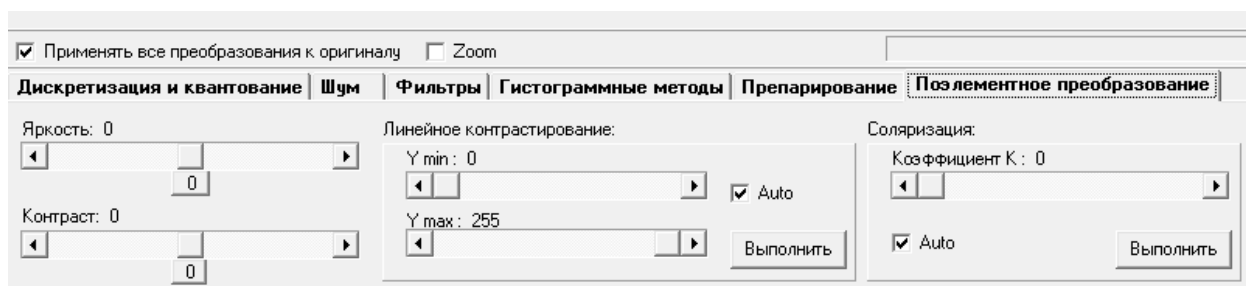 Применять все преобразования к оригиналу Zoom
Дискретизация и квантование Шум Фильтры Гистограммные методы Препарирование Поэлементное преобразование
Яркость: 0 Линейное контрастирование: Соляризация:
Y min : 0 Коэффициент K : 0
0 Auto
Контраст: 0 Y max : 255
Выполнить Auto Выполнить
0